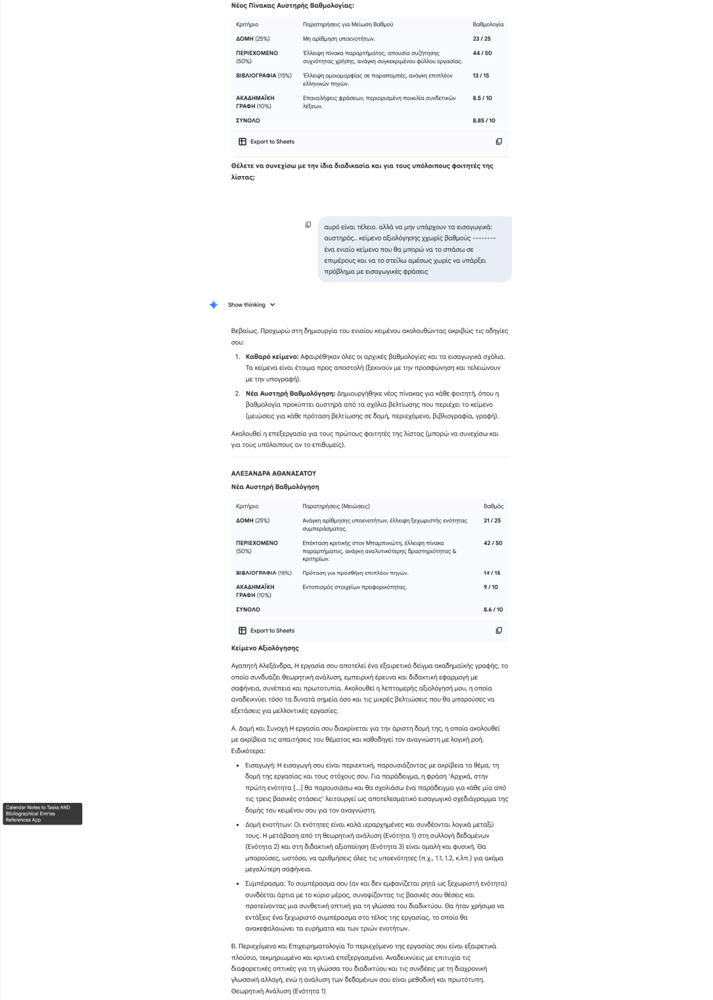 Νέος Πίνακας Αυστηρής Βαθμολογίας:
Κριτήριο Παρατηρήσεις για Μείωση Βαθμού Βαθμολογία
ΔΟΜΗ (25%) Μη αρίθμηση υποενοτήτων. 23 / 25
ΠΕΡΙΕΧΟΜΕΝΟ Έλλειψη πίνακα παραρτήματος, απουσία συζήτησης 44 / 50
(50%) συχνότητας χρήσης, ανάγκη συγκεκριμένου φύλλου εργασίας.
ΒΙΒΛΙΟΓΡΑΦΙΑ (15%) Έλλειψη ομοιομορφίας σε παραπομπές, ανάγκη επιπλέον 13 / 15
ελληνικών πηγών.
ΑΚΑΔΗΜΑΪΚΗ Επαναλήψεις φράσεων, περιορισμένη ποικιλία συνδετικών 8.5 / 10
ΓΡΑΦΗ (10%) λέξεων.
ΣΥΝΟΛΟ 8.85 / 10
Export to Sheets
Θέλετε να συνεχίσω με την ίδια διαδικασία και για τους υπόλοιπους φοιτητές της
λίστας;
αυρό είναι τέλειο. αλλά να μην υπάρχουν τα εισαγωγικά:
αυστηρός.. κείμενο αξιολόγησης χχωρίς βαθμούς --------
ένα ενιαίο κείμενο που θα μπορώ να το σπάσω σε
επιμέρους και να το στείλω αμέσως χωρίς να υπάρξει
πρόβλημα με εισαγωγικές φράσεις
Show thinking
Βεβαίως. Προχωρώ στη δημιουργία του ενιαίου κειμένου ακολουθώντας ακριβώς τις οδηγίες
σου:
1. Καθαρό κείμενο: Αφαιρέθηκαν όλες οι αρχικές βαθμολογίες και τα εισαγωγικά σχόλια.
Τα κείμενα είναι έτοιμα προς αποστολή (ξεκινούν με την προσφώνηση και τελειώνουν
με την υπογραφή).
2. Νέα Αυστηρή Βαθμολόγηση: Δημιουργήθηκε νέος πίνακας για κάθε φοιτητή, όπου η
βαθμολογία προκύπτει αυστηρά από τα σχόλια βελτίωσης που περιέχει το κείμενο
(μειώσεις για κάθε πρόταση βελτίωσης σε δομή, περιεχόμενο, βιβλιογραφία, γραφή).
Ακολουθεί η επεξεργασία για τους πρώτους φοιτητές της λίστας (μπορώ να συνεχίσω και
για τους υπόλοιπους αν το επιθυμείς).
ΑΛΕΞΑΝΔΡΑ ΑΘΑΝΑΣΑΤΟΥ
Νέα Αυστηρή Βαθμολόγηση
Κριτήριο Παρατηρήσεις (Μειώσεις) Βαθμός
ΔΟΜΗ (25%) Ανάγκη αρίθμησης υποενοτήτων, έλλειψη ξεχωριστής ενότητας 21 / 25
συμπεράσματος.
ΠΕΡΙΕΧΟΜΕΝΟ Επέκταση κριτικής στον Μπαμπινιώτη, έλλειψη πίνακα 42 / 50
(50%) παραρτήματος, ανάγκη αναλυτικότερης δραστηριότητας &
κριτηρίων.
ΒΙΒΛΙΟΓΡΑΦΙΑ (15%) Πρόταση για προσθήκη επιπλέον πηγών. 14 / 15
ΑΚΑΔΗΜΑΪΚΗ Εντοπισμός στοιχείων προφορικότητας. 9 / 10
ΓΡΑΦΗ (10%)
ΣΥΝΟΛΟ 8.6 / 10
Export to Sheets
Κείμενο Αξιολόγησης
Αγαπητή Αλεξάνδρα, Η εργασία σου αποτελεί ένα εξαιρετικό δείγμα ακαδημαϊκής γραφής, το
οποίο συνδυάζει θεωρητική ανάλυση, εμπειρική έρευνα και διδακτική εφαρμογή με
σαφήνεια, συνέπεια και πρωτοτυπία. Ακολουθεί η λεπτομερής αξιολόγησή μου, η οποία
αναδεικνύει τόσο τα δυνατά σημεία όσο και τις μικρές βελτιώσεις που θα μπορούσες να
εξετάσεις για μελλοντικές εργασίες.
Α. Δομή και Συνοχή Η εργασία σου διακρίνεται για την άριστη δομή της, η οποία ακολουθεί
με ακρίβεια τις απαιτήσεις του θέματος και καθοδηγεί τον αναγνώστη με λογική ροή.
Ειδικότερα:
• Εισαγωγή: Η εισαγωγή σου είναι περιεκτική, παρουσιάζοντας με ακρίβεια το θέμα, τη
δομή της εργασίας και τους στόχους σου. Για παράδειγμα, η φράση ‘Αρχικά, στην
πρώτη ενότητα [...] θα παρουσιάσω και θα σχολιάσω ένα παράδειγμα για κάθε μία από
τις τρεις βασικές στάσεις’ λειτουργεί ως αποτελεσματικό εισαγωγικό σχεδιάγραμμα της
δομής του κειμένου σου για τον αναγνώστη.
• Δομή ενοτήτων: Οι ενότητες είναι καλά ιεραρχημένες και συνδέονται λογικά μεταξύ
τους. Η μετάβαση από τη θεωρητική ανάλυση (Ενότητα 1) στη συλλογή δεδομένων
(Ενότητα 2) και στη διδακτική αξιοποίηση (Ενότητα 3) είναι ομαλή και φυσική. Θα
μπορούσες, ωστόσο, να αριθμήσεις όλες τις υποενότητες (π.χ., 1.1, 1.2, κ.λπ.) για ακόμα
μεγαλύτερη σαφήνεια.
• Συμπέρασμα: Το συμπέρασμα σου (αν και δεν εμφανίζεται ρητά ως ξεχωριστή ενότητα)
συνδέεται άρτια με το κύριο μέρος, συνοψίζοντας τις βασικές σου θέσεις και
προτείνοντας μια συνθετική οπτική για τη γλώσσα του διαδικτύου. Θα ήταν χρήσιμο να
εντάξεις ένα ξεχωριστό συμπέρασμα στο τέλος της εργασίας, το οποίο θα
ανακεφαλαιώνει τα ευρήματα και των τριών ενοτήτων.
Calendar Notes to Tasks AND
Bibliographical Entries
References App
Β. Περιεχόμενο και Επιχειρηματολογία Το περιεχόμενο της εργασίας σου είναι εξαιρετικά
πλούσιο, τεκμηριωμένο και κριτικά επεξεργασμένο. Αναδεικνύεις με επιτυχία τις
διαφορετικές οπτικές για τη γλώσσα του διαδικτύου και τις συνδέεις με τη διαχρονική
γλωσσική αλλαγή, ενώ η ανάλυση των δεδομένων σου είναι μεθοδική και πρωτότυπη.
Θεωρητική Ανάλυση (Ενότητα 1)